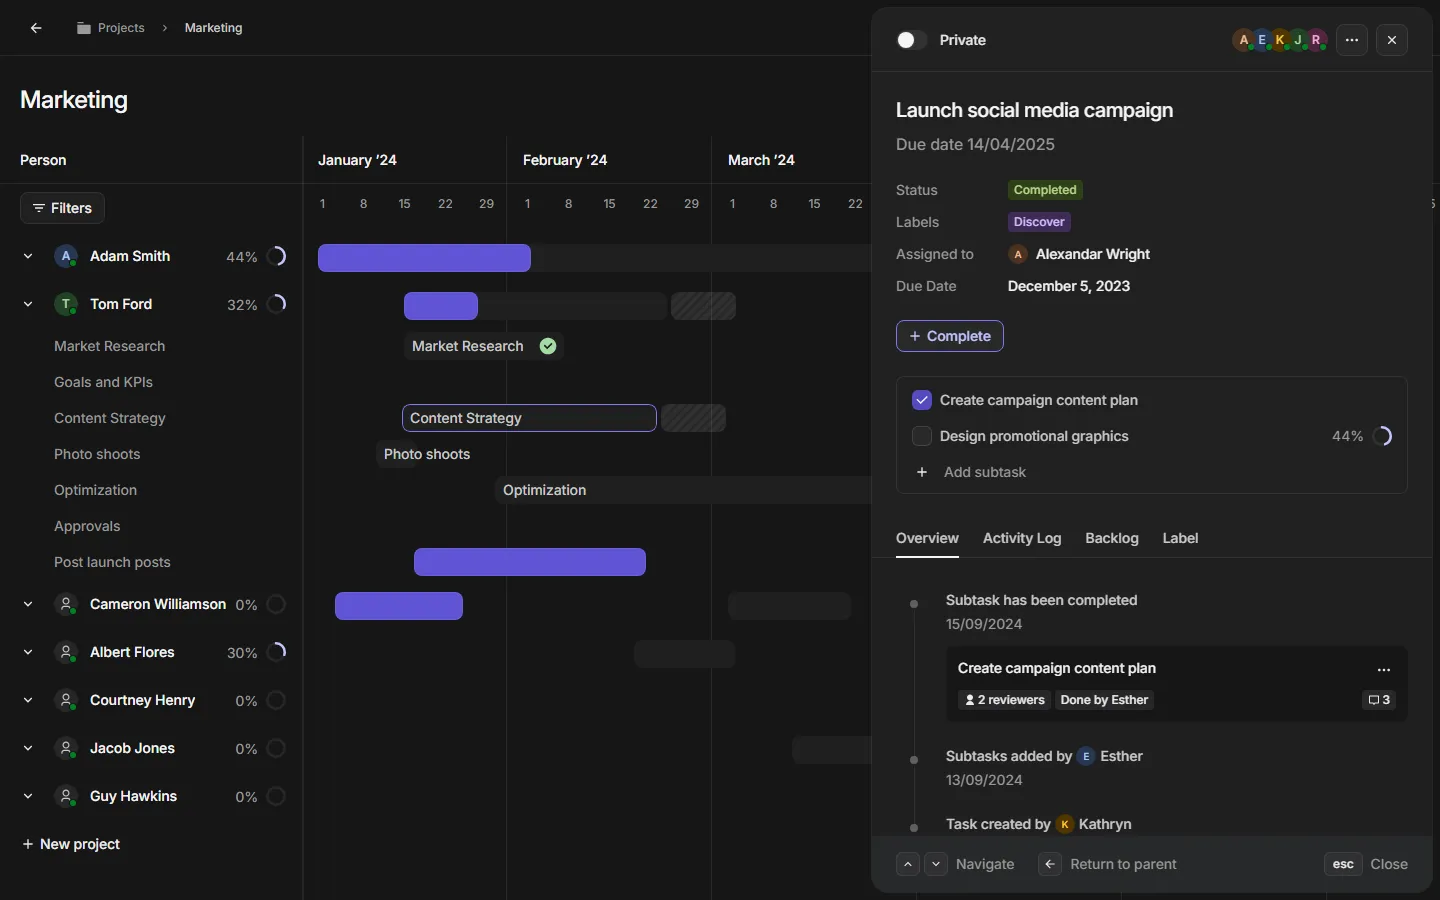 Projects
Marketing
Marketing
Person
January ‘24
February ‘24
March ‘24
Filters
1 8 15 22 29 1 8 15 22 29 1 8 15 22
A Adam Smith 44%
T Tom Ford 32%
Market Research
Market Research
Goals and KPIs
Content Strategy
Content Strategy
Photo shoots
Photo shoots
Optimization
Optimization
Approvals
Post launch posts
Cameron Williamson 0%
Albert Flores 30%
Courtney Henry 0%
Jacob Jones 0%
Guy Hawkins 0%
+ New project
Private
A E K J R
Launch social media campaign
Due date 14/04/2025
Status Completed
Labels Discover
Assigned to A Alexandar Wright
Due Date December 5, 2023
+ Complete
Create campaign content plan
Design promotional graphics 44%
+ Add subtask
Overview Activity Log Backlog Label
Subtask has been completed
15/09/2024
Create campaign content plan
2 reviewers Done by Esther 3
Subtasks added by E Esther
13/09/2024
Task created by K Kathryn
Navigate Return to parent esc Close